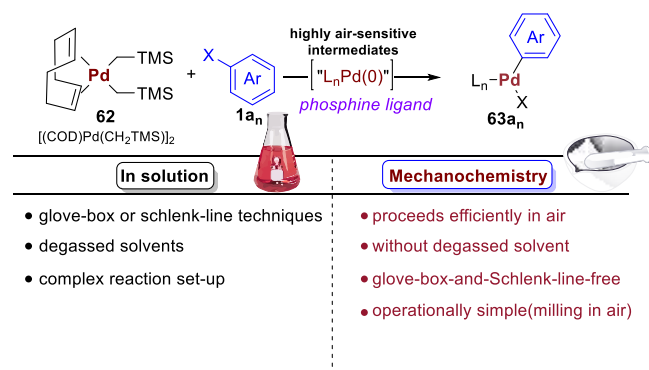 Pd
TMS
TMS
62
[(COD)Pd(CH₂TMS)]₂
+
X
Ar
1aₙ
highly air-sensitive
intermediates
["LₙPd(0)"]
phosphine ligand
Ar
Lₙ Pd
X
63aₙ
In solution
Mechanochemistry
● glove-box or schlenk-line techniques
● degassed solvents
● complex reaction set-up
● proceeds efficiently in air
● without degassed solvent
● glove-box-and-Schlenk-line-free
● operationally simple(milling in air)